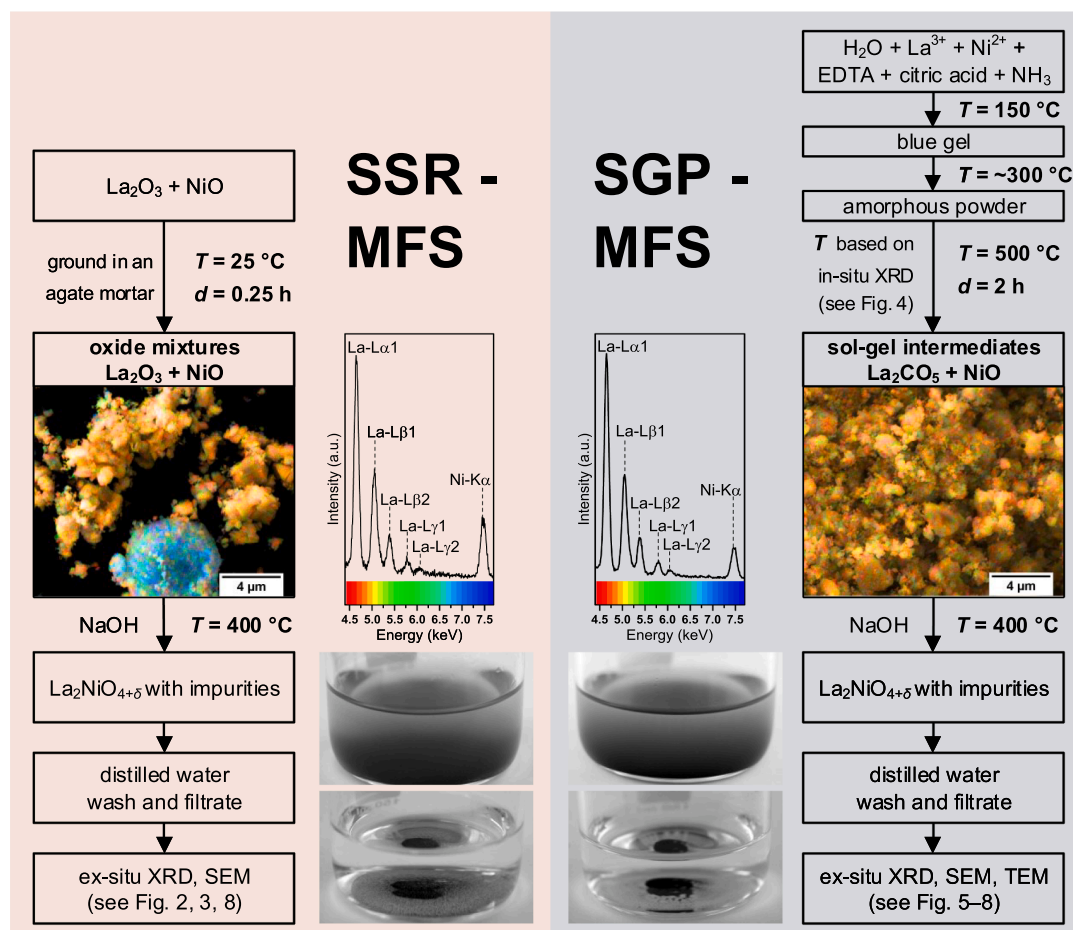 SSR -
MFS
La₂O₃ + NiO
ground in an
agate mortar
T = 25 °C
d = 0.25 h
oxide mixtures
La₂O₃ + NiO
4 µm
NaOH
T = 400 °C
La₂NiO₄₊δ with impurities
distilled water
wash and filtrate
ex-situ XRD, SEM
(see Fig. 2, 3, 8)
La-Lα1
La-Lβ1
La-Lβ2
La-Lγ1
La-Lγ2
Ni-Kα
Intensity (a.u.)
4.5 5.0 5.5 6.0 6.5 7.0 7.5
Energy (keV)
SGP -
MFS
La-Lα1
La-Lβ1
La-Lβ2
La-Lγ1
La-Lγ2
Ni-Kα
Intensity (a.u.)
4.5 5.0 5.5 6.0 6.5 7.0 7.5
Energy (keV)
H₂O + La³⁺ + Ni²⁺ +
EDTA + citric acid + NH₃
T = 150 °C
blue gel
T = ~300 °C
amorphous powder
T based on
in-situ XRD
(see Fig. 4)
T = 500 °C
d = 2 h
sol-gel intermediates
La₂CO₅ + NiO
4 µm
NaOH
T = 400 °C
La₂NiO₄₊δ with impurities
distilled water
wash and filtrate
ex-situ XRD, SEM, TEM
(see Fig. 5–8)